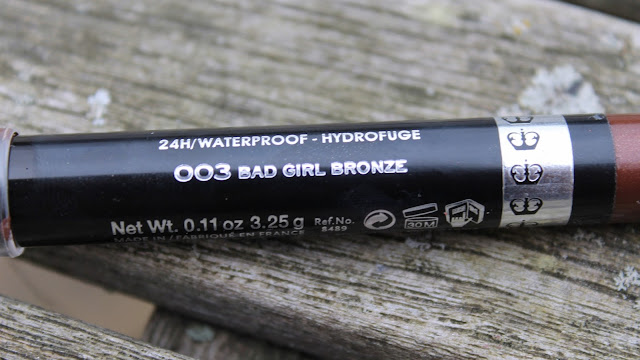 24H/WATERPROOF - HYDROFUGE
003 BAD GIRL BRONZE
Net Wt. 0.11 oz 3.25 g Ref.No.
8489
30M
MADE IN / FABRIQUÉ EN FRANCE